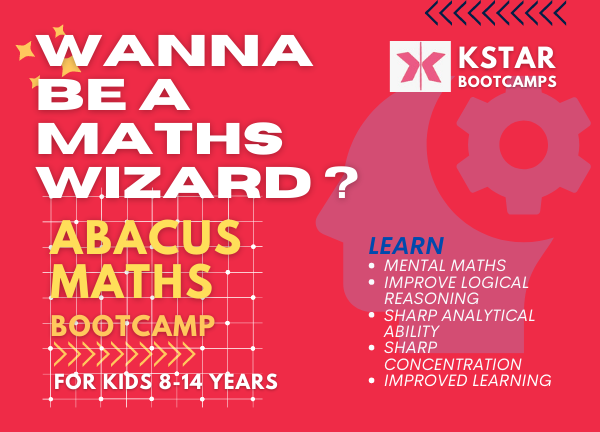 WANNA
BE A
MATHS
WIZARD ?
KSTAR
BOOTCAMPS
ABACUS
MATHS
BOOTCAMP
FOR KIDS 8-14 YEARS
LEARN
• MENTAL MATHS
• IMPROVE LOGICAL
REASONING
• SHARP ANALYTICAL
ABILITY
• SHARP
CONCENTRATION
• IMPROVED LEARNING